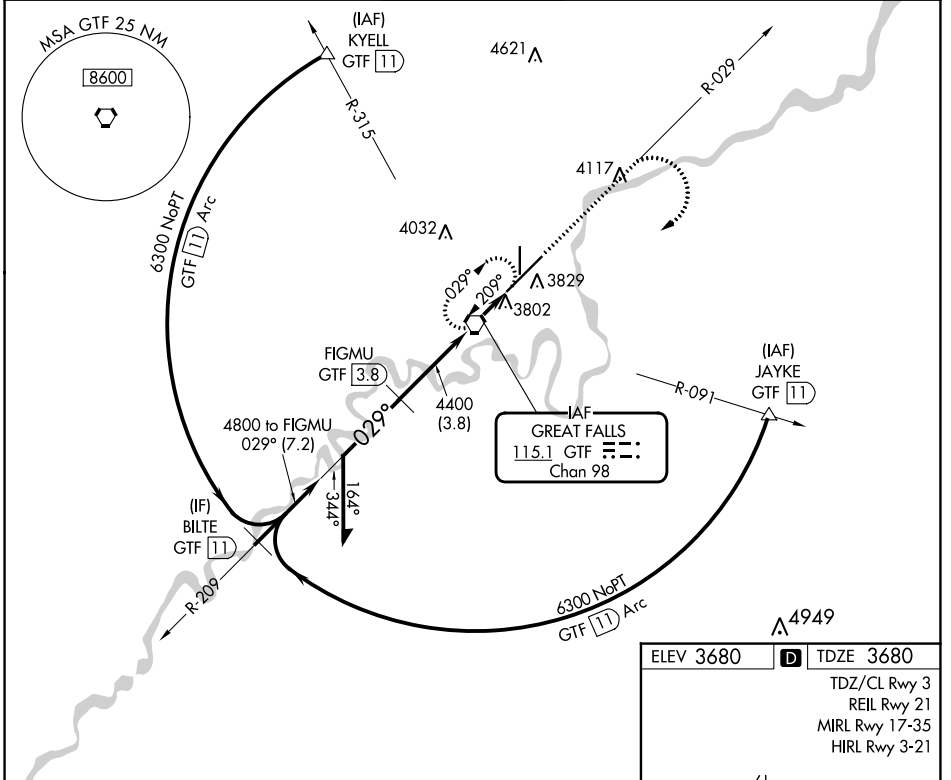 MSA GTF 25 NM
8600
(IAF)
KYELL
GTF 11
R-315
4621
R-029
4117
4032
6300 NoPT
GTF 11 Arc
029°
209°
3829
3802
FIGMU
GTF 3.8
4400
(3.8)
029°
4800 to FIGMU
029° (7.2)
IAF
GREAT FALLS
115.1 GTF
Chan 98
(IAF)
JAYKE
GTF 11
R-091
344°
164°
(IF)
BILTE
GTF 11
R-209
6300 NoPT
GTF 11 Arc
4949
ELEV 3680 D TDZE 3680
TDZ/CL Rwy 3
REIL Rwy 21
MIRL Rwy 17-35
HIRL Rwy 3-21